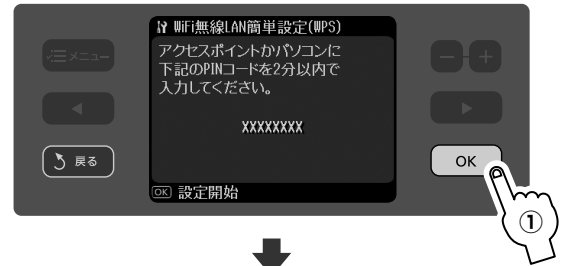 WiFi無線LAN簡単設定(WPS)
メニュー
アクセスポイントかパソコンに
下記のPINコードを2分以内で
入力してください。
- +
XXXXXXXX
戻る
OK
OK 設定開始
①